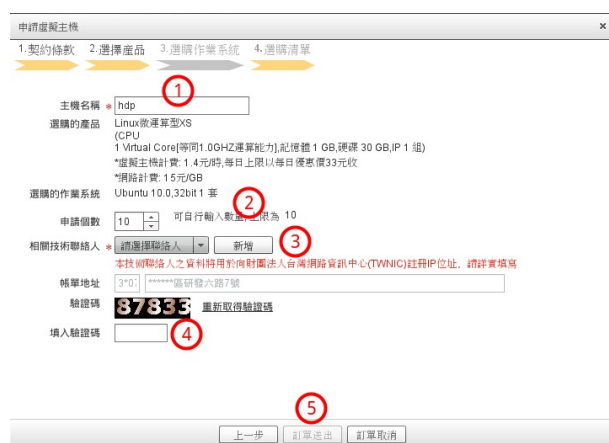 申請虛擬主機 ×
1.契約條款 2.選擇產品 3.選購作業系統 4.選購清單
1
主機名稱 * hdp
選購的產品 Linux微運算型XS
(CPU
1 Virtual Core[等同1.0GHZ運算能力],記憶體 1 GB,硬碟 30 GB,IP 1 組)
*虛擬主機計費: 1.4元/時,每日上限以每日優惠價33元收
*網路計費: 1.5元/GB
選購的作業系統 Ubuntu 10.0,32bit 1 套
2
申請個數 10 可自行輸入數量,上限為 10
相關技術聯絡人 * 請選擇聯絡人 新增 3
本技術聯絡人之資料將用於向財團法人台灣網路資訊中心(TWNIC)註冊IP位址, 請詳實填寫
帳單地址 3*0 ******區研發六路7號
驗證碼 87833 重新取得驗證碼
填入驗證碼 4
5
上一步 訂單送出 訂單取消